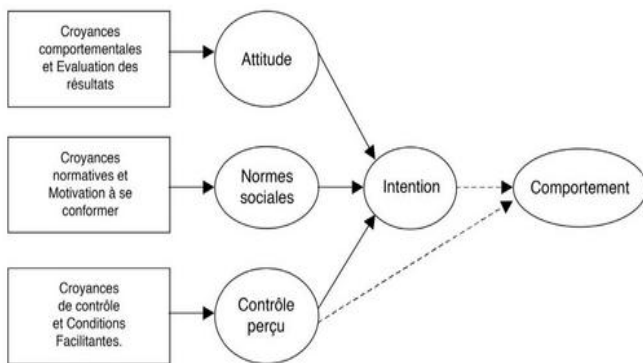 Croyances
comportementales
et Evaluation des
résultats
Attitude
Croyances
normatives et
Motivation à se
conformer
Normes
sociales
Intention
Comportement
Croyances
de contrôle
et Conditions
Facilitantes.
Contrôle
perçu